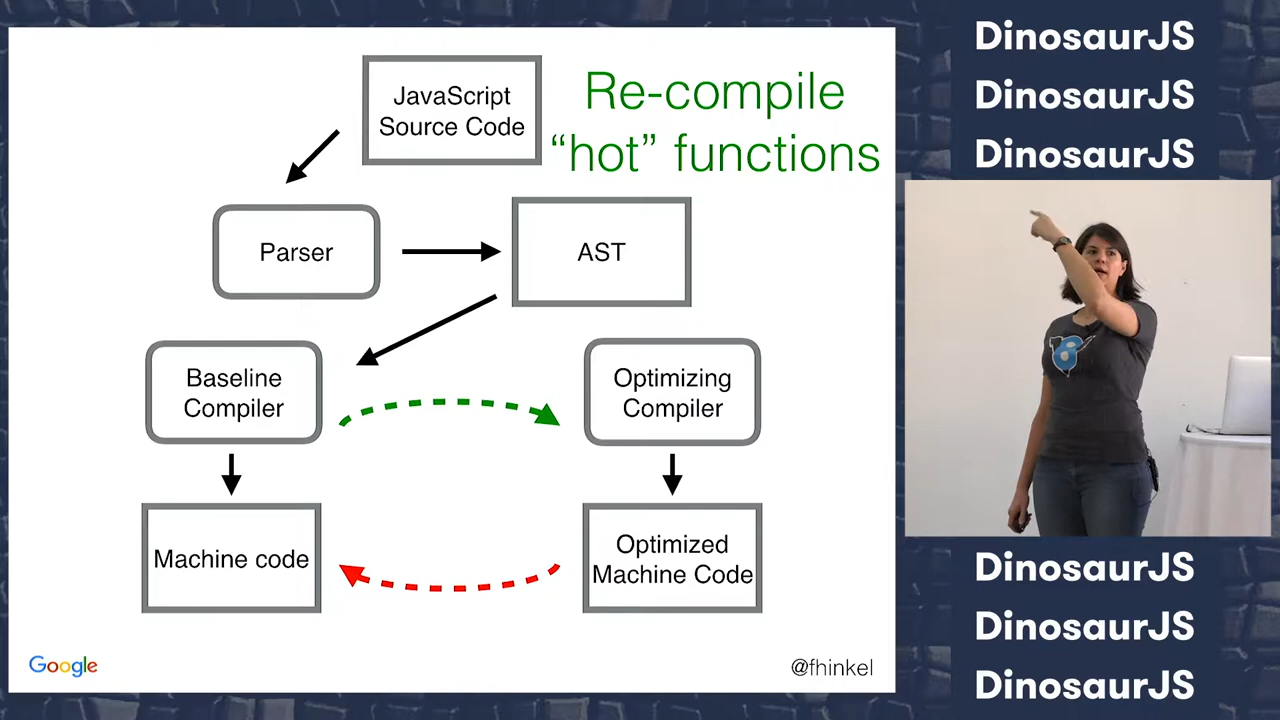 JavaScript
Source Code
Re-compile
“hot” functions
Parser
AST
Baseline
Compiler
Optimizing
Compiler
Machine code
Optimized
Machine Code
Google
@fhinkel
DinosaurJS
DinosaurJS
DinosaurJS
DinosaurJS
DinosaurJS
DinosaurJS